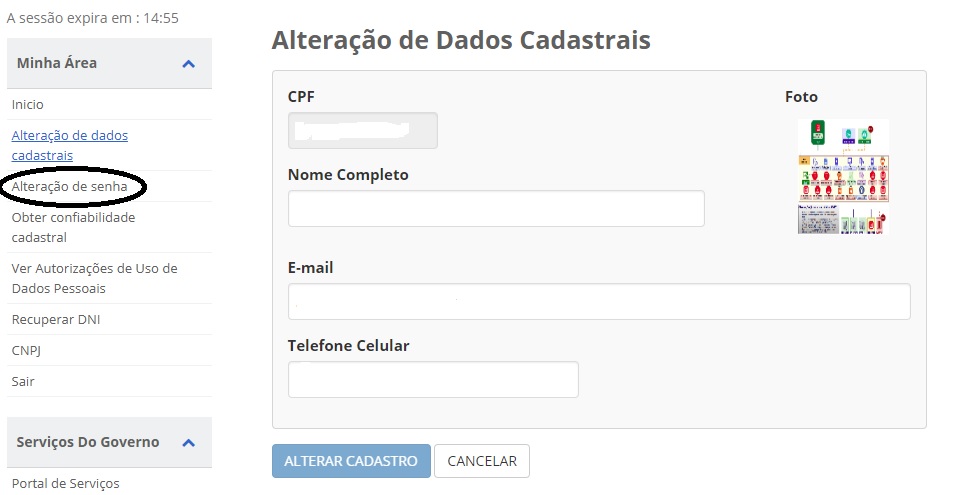 A sessão expira em : 14:55
Minha Área
Inicio
Alteração de dados
cadastrais
Alteração de senha
Obter confiabilidade
cadastral
Ver Autorizações de Uso de
Dados Pessoais
Recuperar DNI
CNPJ
Sair
Serviços Do Governo
Portal de Serviços
Alteração de Dados Cadastrais
CPF
Foto
Nome Completo
E-mail
Telefone Celular
ALTERAR CADASTRO
CANCELAR